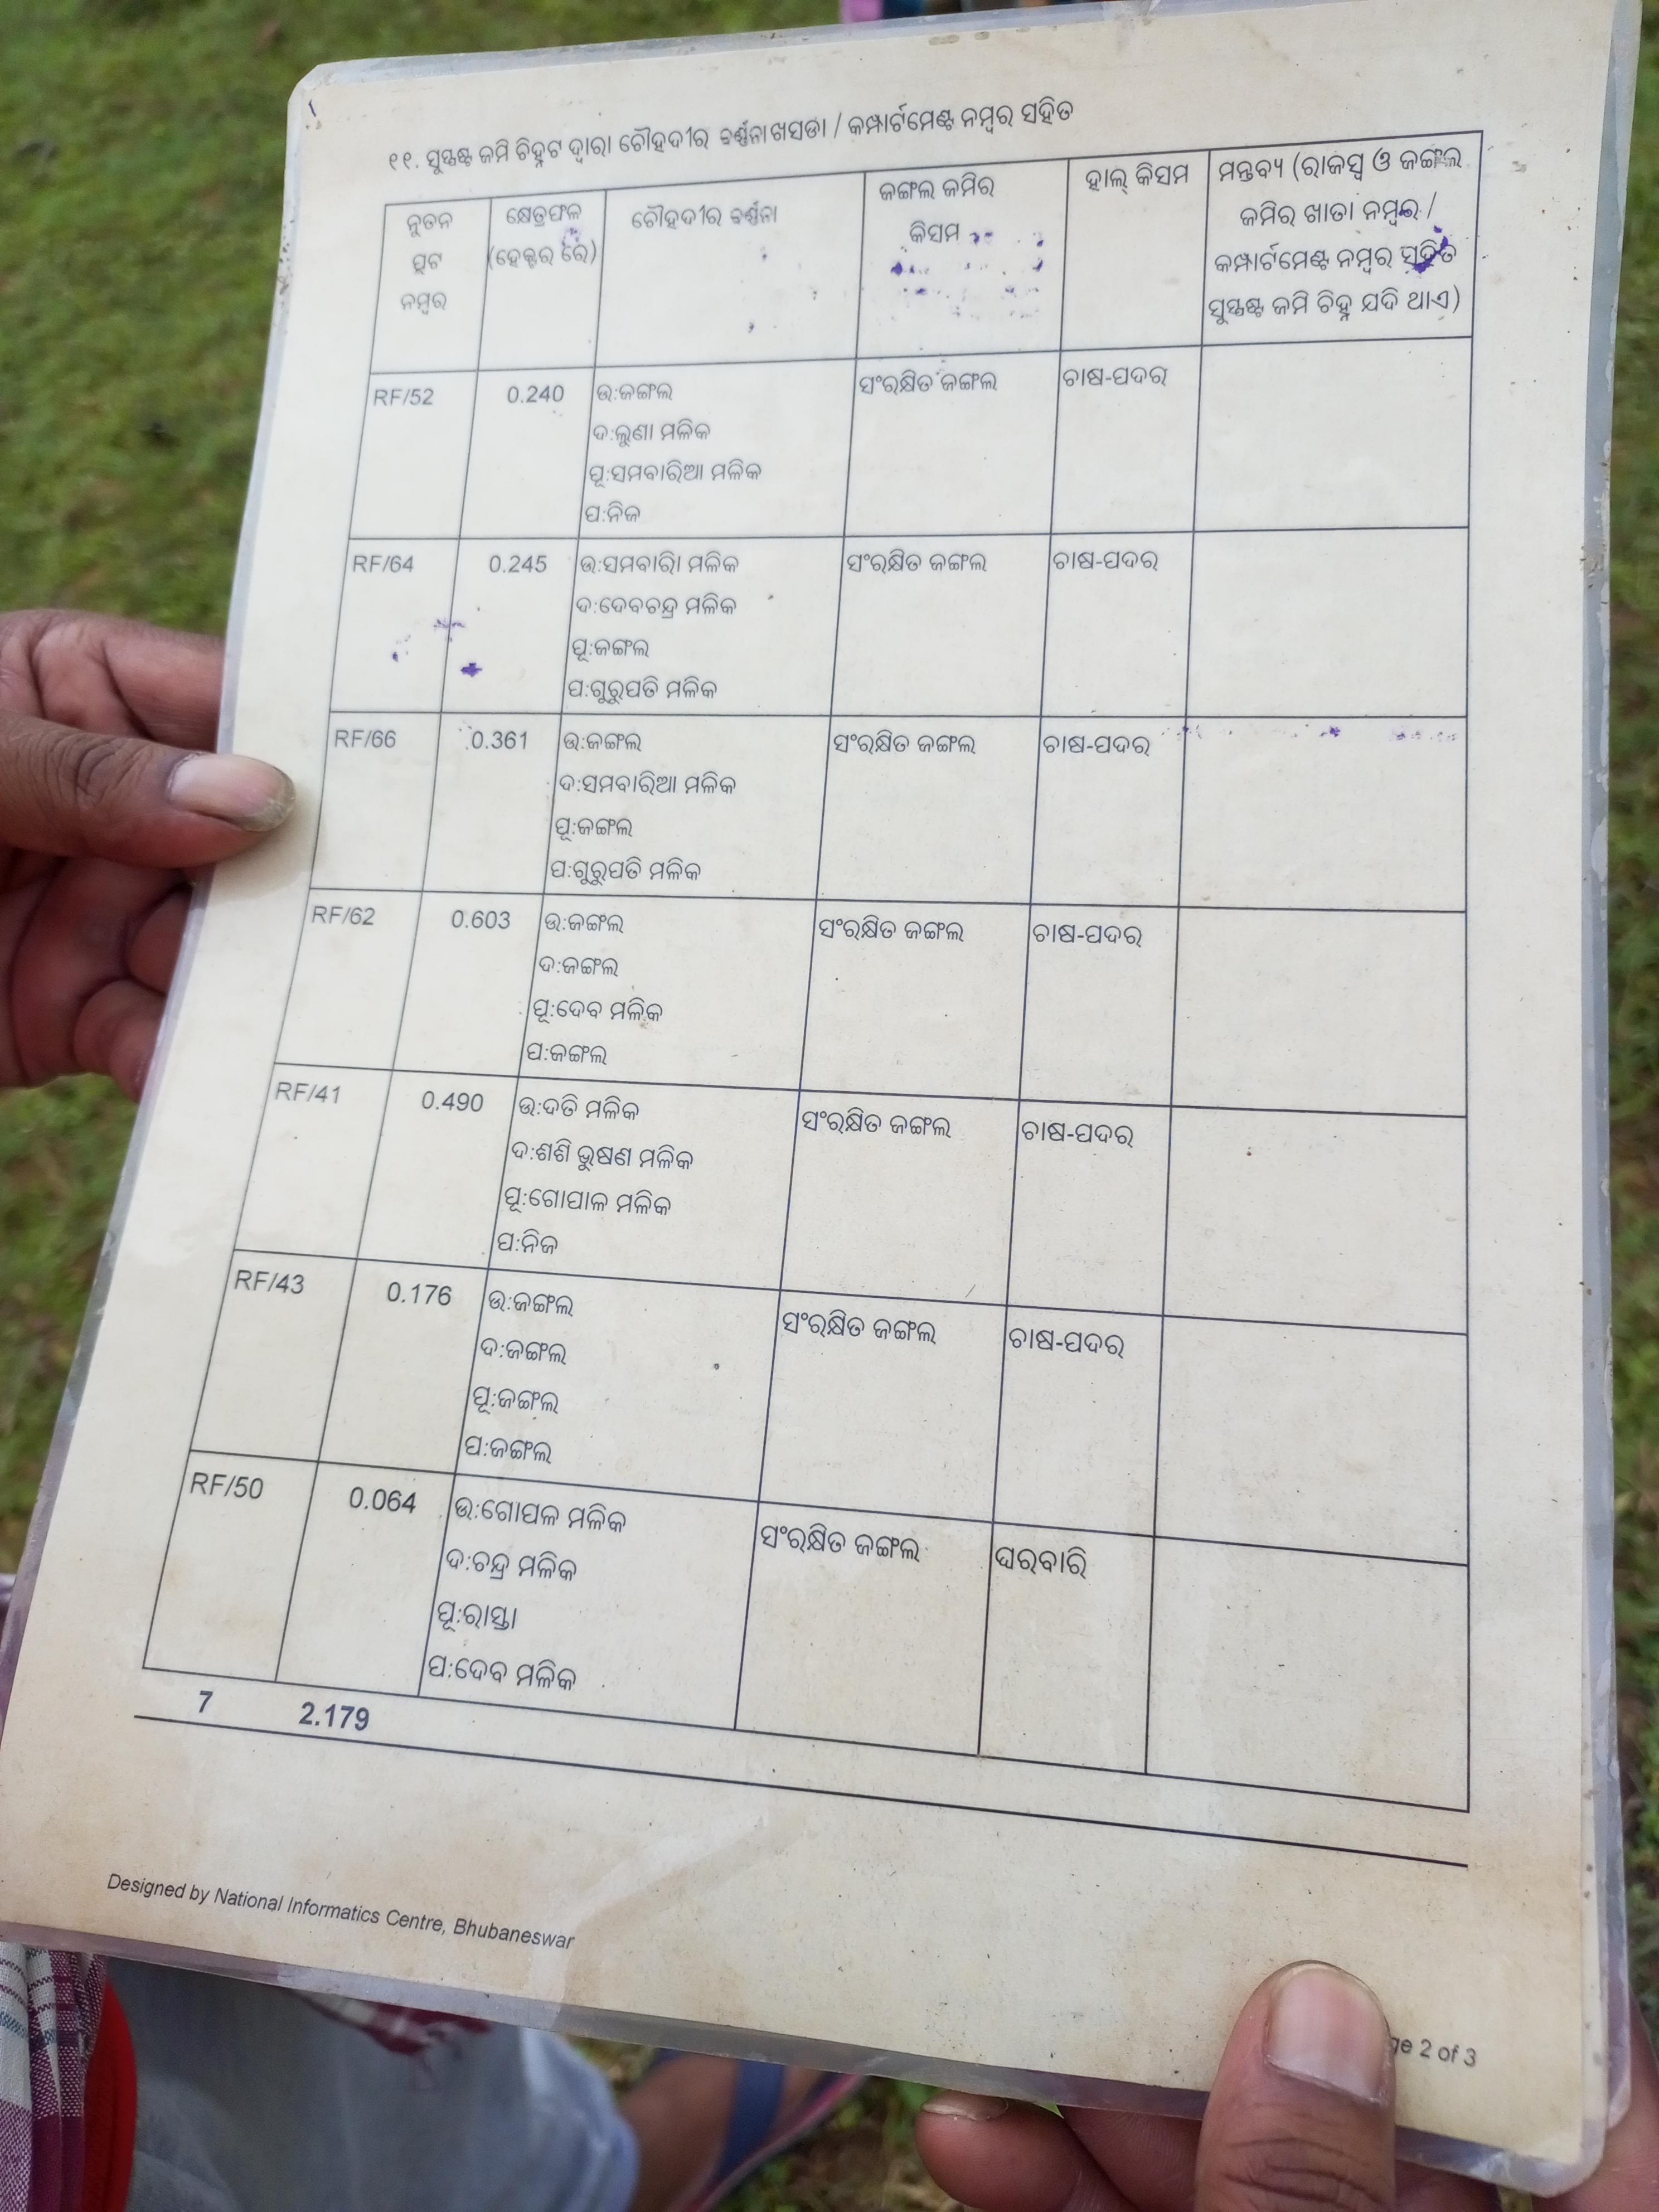 ୧୧. ସୁସ୍ପଷ୍ଟ ଜମି ଚିହ୍ନଟ ଦ୍ୱାରା ଚୌହଦୀର ବର୍ଣ୍ଣନା ଖସଡା / କମ୍ପାର୍ଟମେଣ୍ଟ ନମ୍ବର ସହିତ
ନୁତନ ପ୍ଲଟ ନମ୍ବର
କ୍ଷେତ୍ରଫଳ (ହେକ୍ଟର ରେ)
ଚୌହଦୀର ବର୍ଣ୍ଣନା
ଜଙ୍ଗଲ ଜମିର କିସମ
ହାଲ୍ କିସମ
ମନ୍ତବ୍ୟ (ରାଜସ୍ୱ ଓ ଜଙ୍ଗଲ
ଜମିର ଖାତା ନମ୍ବର /
କମ୍ପାର୍ଟମେଣ୍ଟ ନମ୍ବର ସହିତ
ସୁସ୍ପଷ୍ଟ ଜମି ଚିହ୍ନ ଯଦି ଥାଏ)
RF/52 0.240 ଉ:ଜଙ୍ଗଲ ସଂରକ୍ଷିତ ଜଙ୍ଗଲ ଚାଷ-ପଦର
ଦ:ଲୁଣା ମଳିକ
ପୂ:ସମବାରିଆ ମଳିକ
ପ:ନିଜ
RF/64 0.245 ଉ:ସମବାରିା ମଳିକ ସଂରକ୍ଷିତ ଜଙ୍ଗଲ ଚାଷ-ପଦର
ଦ:ଦେବଚନ୍ଦ୍ର ମଳିକ
ପୂ:ଜଙ୍ଗଲ
ପ:ଗୁରୁପତି ମଳିକ
RF/66 0.361 ଉ:ଜଙ୍ଗଲ ସଂରକ୍ଷିତ ଜଙ୍ଗଲ ଚାଷ-ପଦର
ଦ:ସମବାରିଆ ମଳିକ
ପୂ:ଜଙ୍ଗଲ
ପ:ଗୁରୁପତି ମଳିକ
RF/62 0.603 ଉ:ଜଙ୍ଗଲ ସଂରକ୍ଷିତ ଜଙ୍ଗଲ ଚାଷ-ପଦର
ଦ:ଜଙ୍ଗଲ
ପୂ:ଦେବ ମଳିକ
ପ:ଜଙ୍ଗଲ
RF/41 0.490 ଉ:ଦତି ମଳିକ ସଂରକ୍ଷିତ ଜଙ୍ଗଲ ଚାଷ-ପଦର
ଦ:ଶଶି ଭୁଷଣ ମଳିକ
ପୂ:ଗୋପାଳ ମଳିକ
ପ:ନିଜ
RF/43 0.176 ଉ:ଜଙ୍ଗଲ ସଂରକ୍ଷିତ ଜଙ୍ଗଲ ଚାଷ-ପଦର
ଦ:ଜଙ୍ଗଲ
ପୂ:ଜଙ୍ଗଲ
ପ:ଜଙ୍ଗଲ
RF/50 0.064 ଉ:ଗୋପଳ ମଳିକ ସଂରକ୍ଷିତ ଜଙ୍ଗଲ ଘରବାରି
ଦ:ଚନ୍ଦ୍ର ମଳିକ
ପୂ:ରାସ୍ତା
ପ:ଦେବ ମଳିକ
7 2.179
Designed by National Informatics Centre, Bhubaneswar
2 of 3